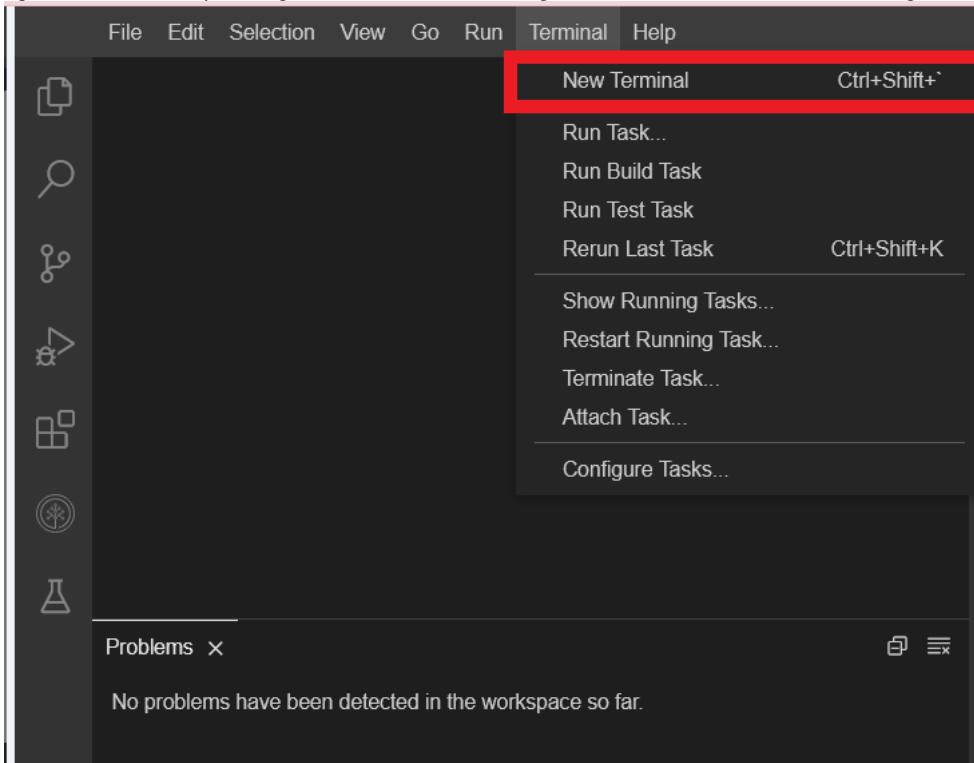 File Edit Selection View Go Run Terminal Help
New Terminal Ctrl+Shift+`
Run Task...
Run Build Task
Run Test Task
Rerun Last Task Ctrl+Shift+K
Show Running Tasks...
Restart Running Task...
Terminate Task...
Attach Task...
Configure Tasks...
Problems ×
No problems have been detected in the workspace so far.